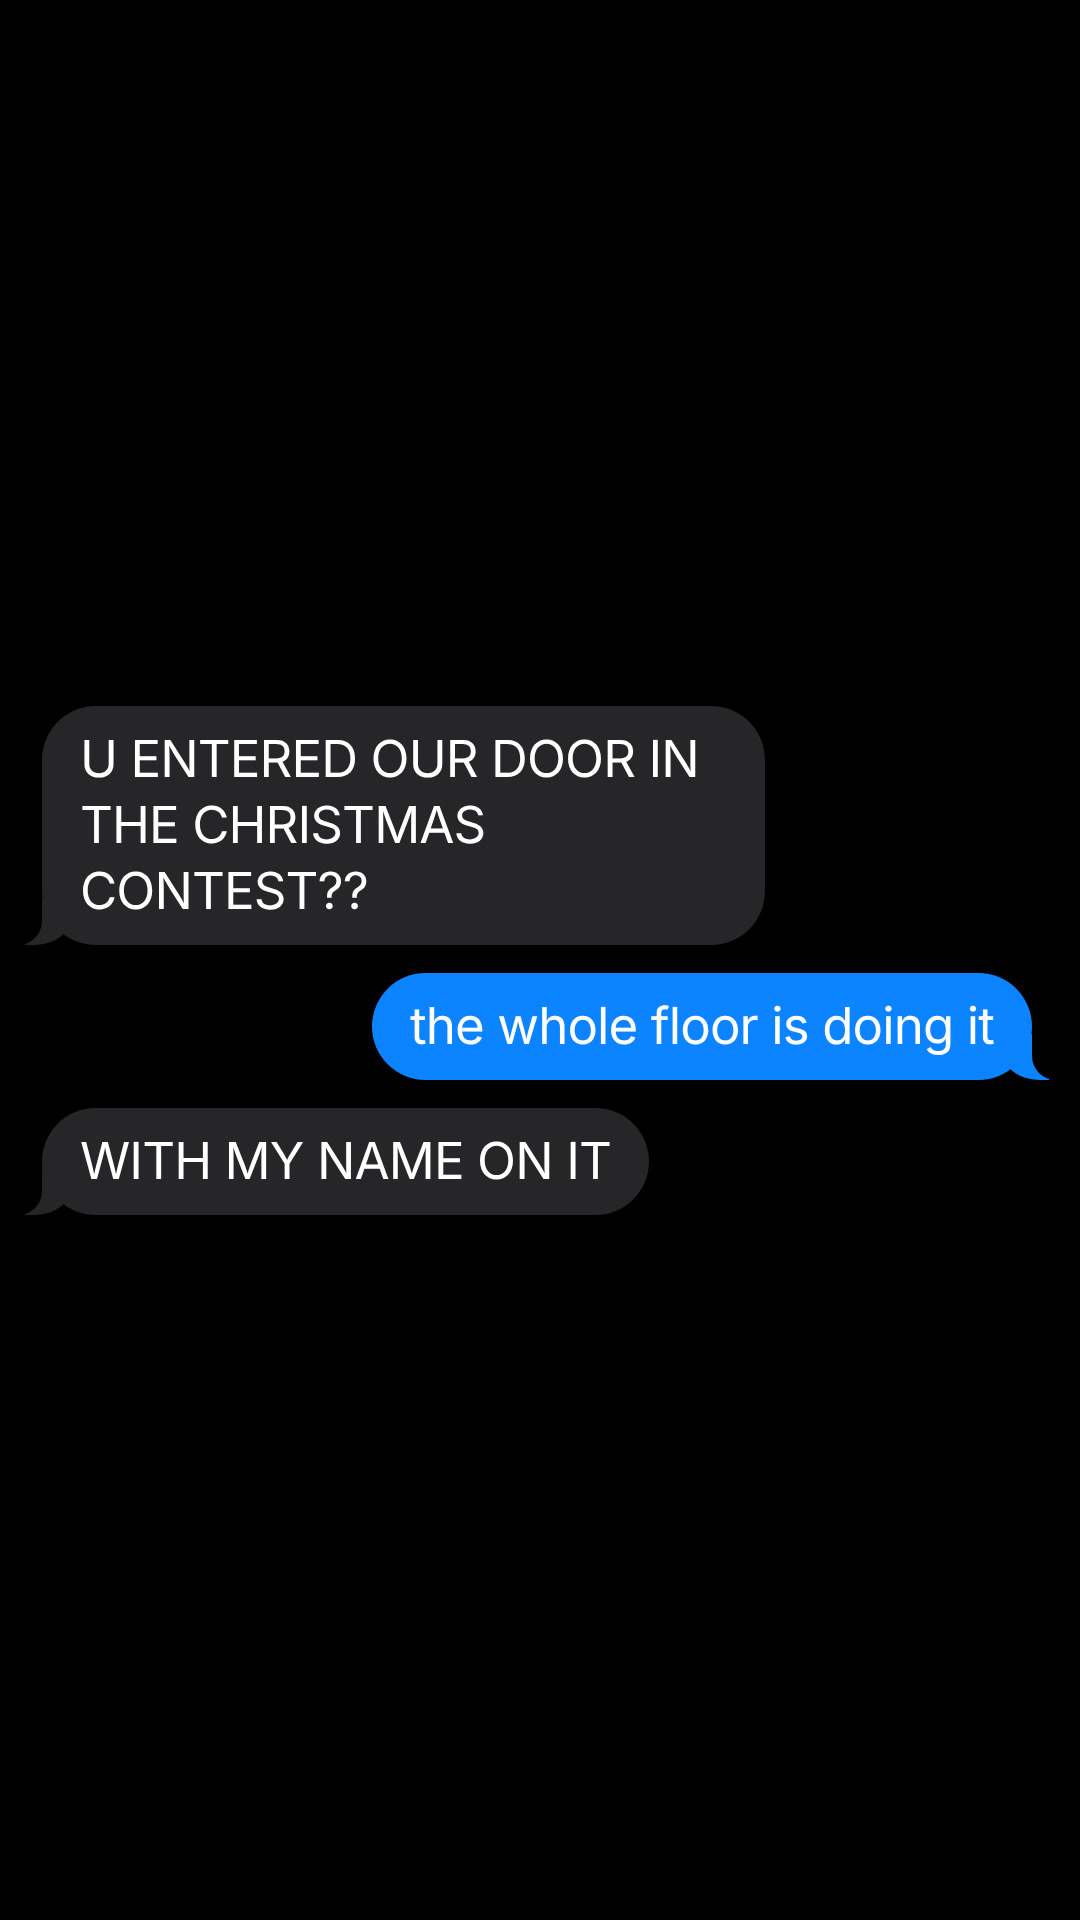 U ENTERED OUR DOOR IN
THE CHRISTMAS
CONTEST??
the whole floor is doing it
WITH MY NAME ON IT